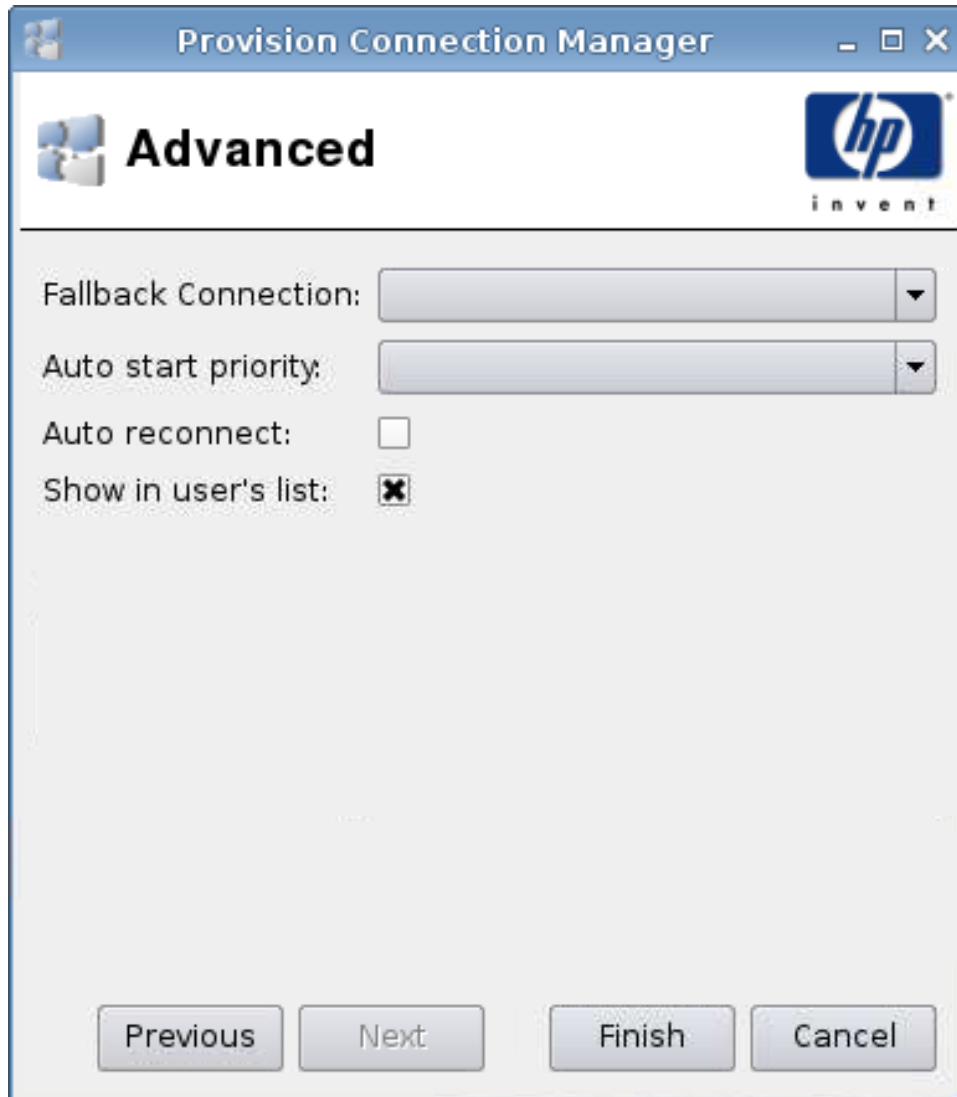 Provision Connection Manager
Advanced
hp
invent
Fallback Connection:
Auto start priority:
Auto reconnect:
Show in user's list:
Previous Next Finish Cancel